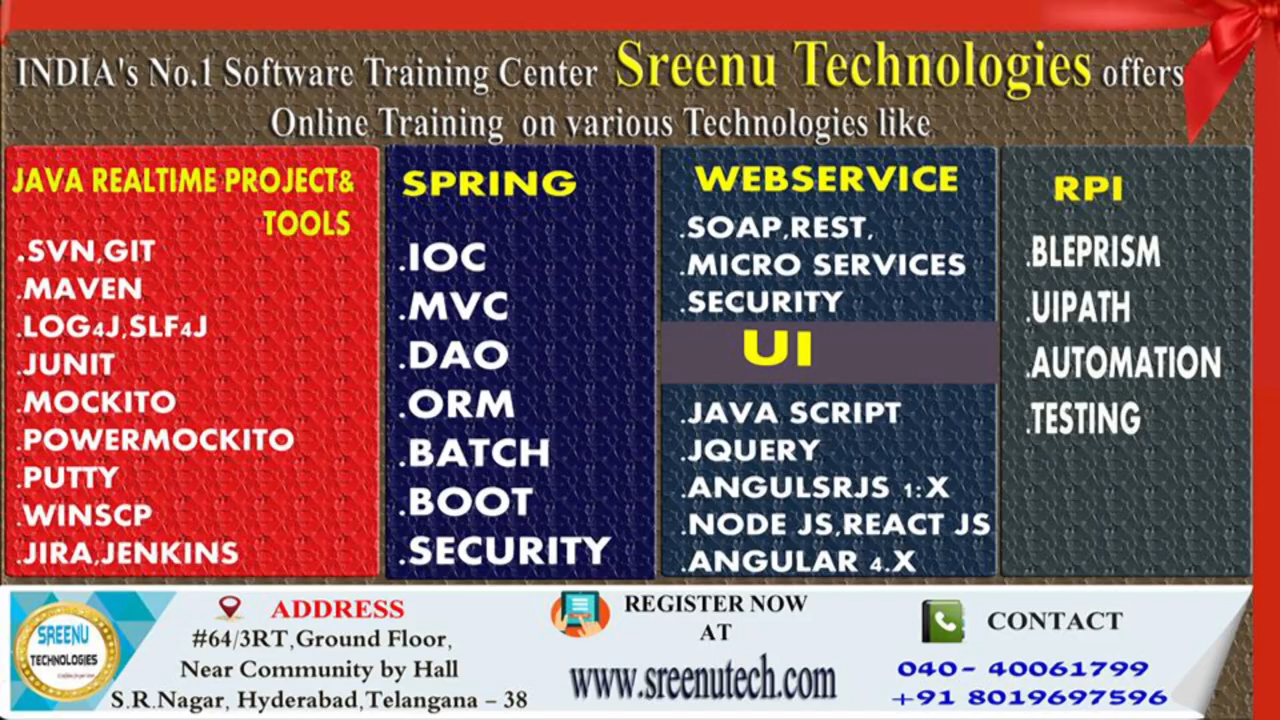 INDIA's No.1 Software Training Center Sreenu Technologies offers
Online Training on various Technologies like
JAVA REALTIME PROJECT&
TOOLS
.SVN,GIT
.MAVEN
.LOG4J,SLF4J
.JUNIT
.MOCKITO
.POWERMOCKITO
.PUTTY
.WINSCP
.JIRA,JENKINS
SPRING
.IOC
.MVC
.DAO
.ORM
.BATCH
.BOOT
.SECURITY
WEBSERVICE
.SOAP,REST,
.MICRO SERVICES
.SECURITY
UI
.JAVA SCRIPT
.JQUERY
.ANGULSRJS 1:X
.NODE JS,REACT JS
.ANGULAR 4.X
RPI
.BLEPRISM
.UIPATH
.AUTOMATION
.TESTING
SREENU
TECHNOLOGIES
ADDRESS
#64/3RT,Ground Floor,
Near Community by Hall
S.R.Nagar, Hyderabad,Telangana – 38
REGISTER NOW
AT
www.sreenutech.com
CONTACT
040- 40061799
+91 8019697596